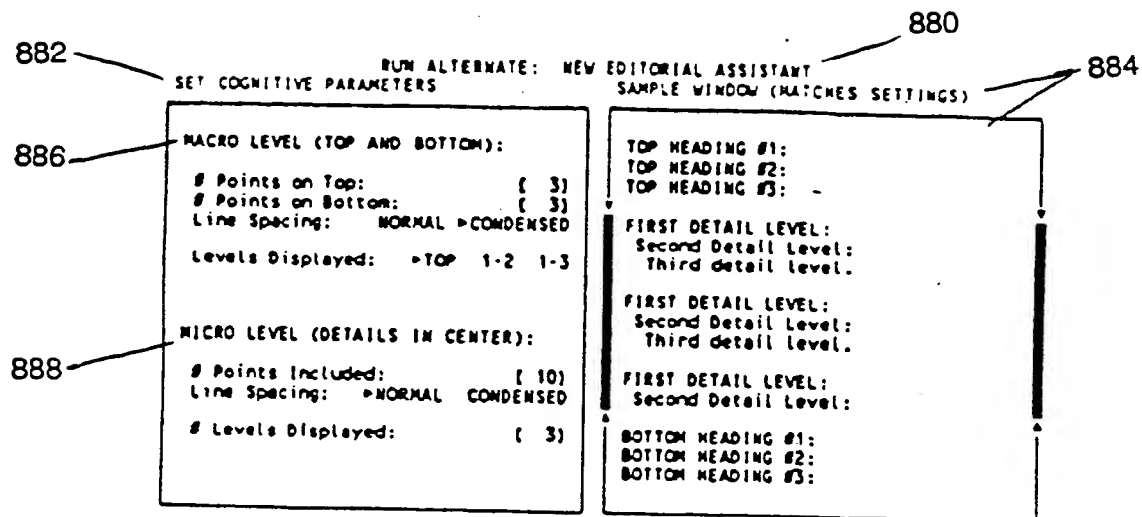 880
882
RUN ALTERNATE: NEW EDITORIAL ASSISTANT
884
SET COGNITIVE PARAMETERS
SAMPLE WINDOW (MATCHES SETTINGS)
886
MACRO LEVEL (TOP AND BOTTOM):
# Points on Top: [ 3]
# Points on Bottom: [ 3]
Line Spacing: NORMAL ►CONDENSED
Levels Displayed: ►TOP 1-2 1-3
888
MICRO LEVEL (DETAILS IN CENTER):
# Points Included: [ 10]
Line Spacing: ►NORMAL CONDENSED
# Levels Displayed: [ 3]
TOP HEADING #1:
TOP HEADING #2:
TOP HEADING #3:
FIRST DETAIL LEVEL:
Second Detail Level:
Third detail level.
FIRST DETAIL LEVEL:
Second Detail Level:
Third detail level.
FIRST DETAIL LEVEL:
Second Detail Level:
BOTTOM HEADING #1:
BOTTOM HEADING #2:
BOTTOM HEADING #3: